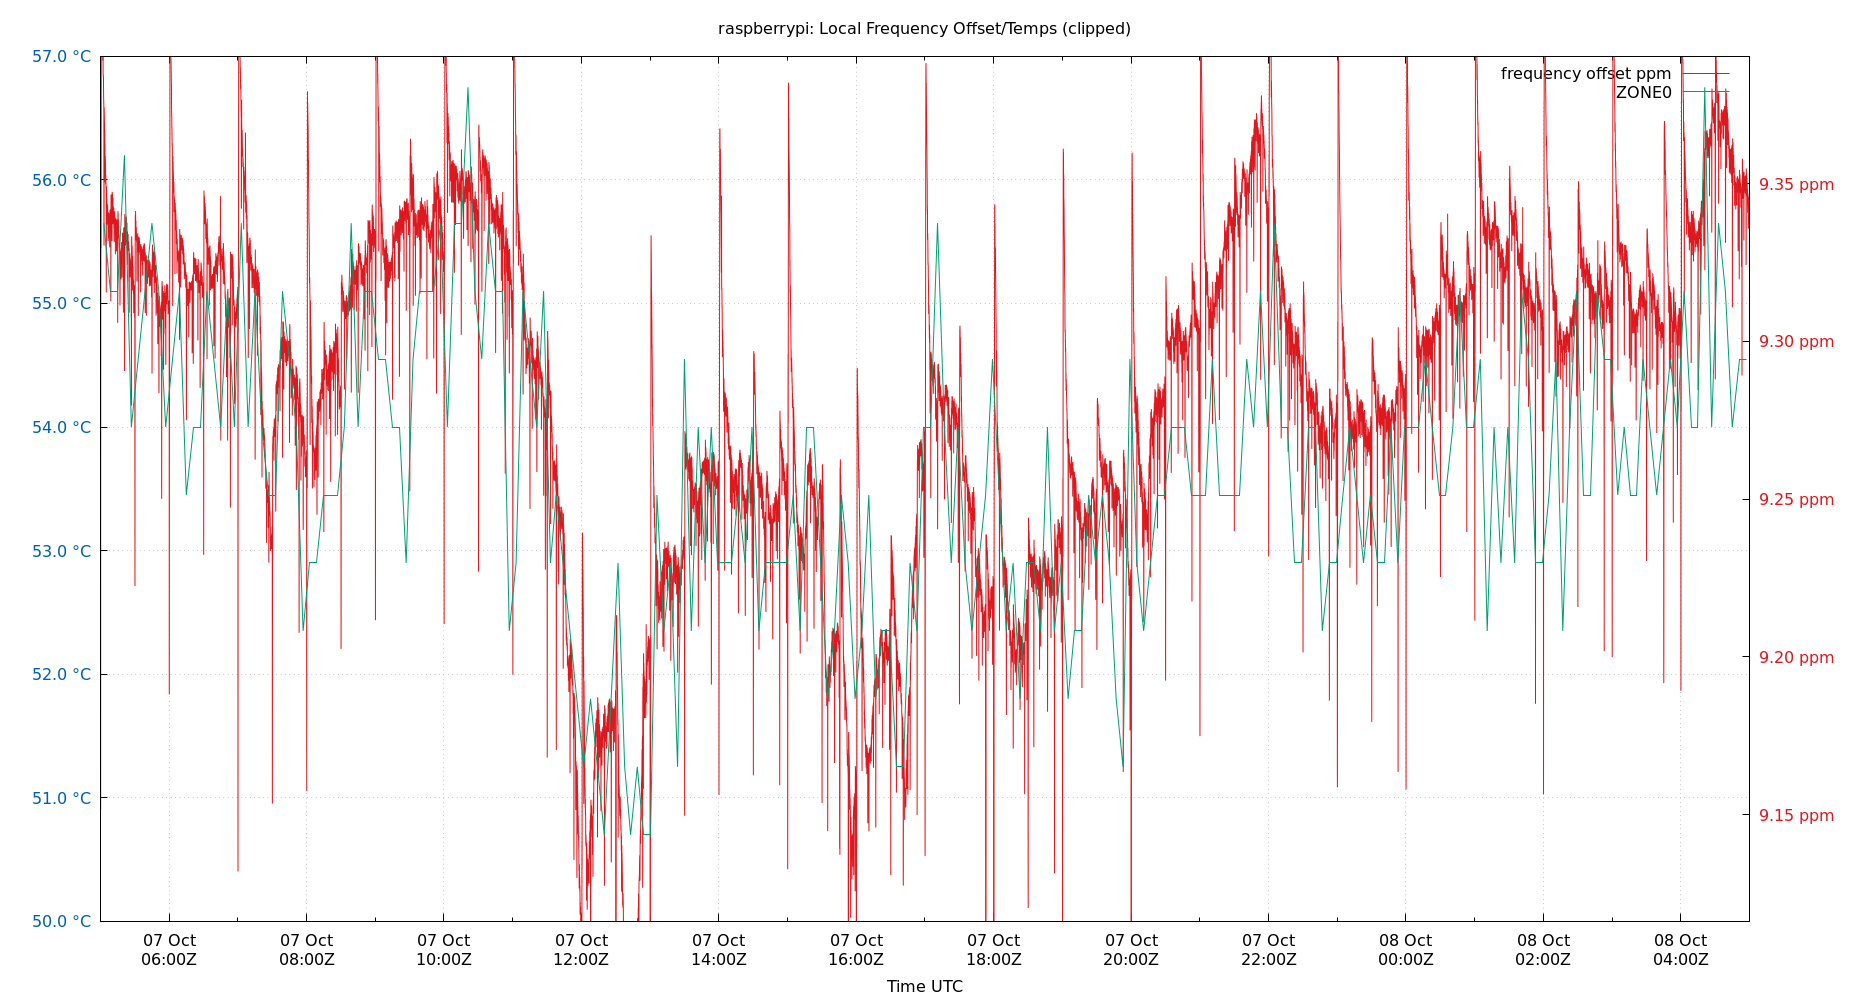 raspberrypi: Local Frequency Offset/Temps (clipped)
frequency offset ppm
ZONE0
57.0 °C
56.0 °C
55.0 °C
54.0 °C
53.0 °C
52.0 °C
51.0 °C
50.0 °C
9.35 ppm
9.30 ppm
9.25 ppm
9.20 ppm
9.15 ppm
07 Oct 07 Oct 07 Oct 07 Oct 07 Oct 07 Oct 07 Oct 07 Oct 07 Oct 08 Oct 08 Oct 08 Oct
06:00Z 08:00Z 10:00Z 12:00Z 14:00Z 16:00Z 18:00Z 20:00Z 22:00Z 00:00Z 02:00Z 04:00Z
Time UTC